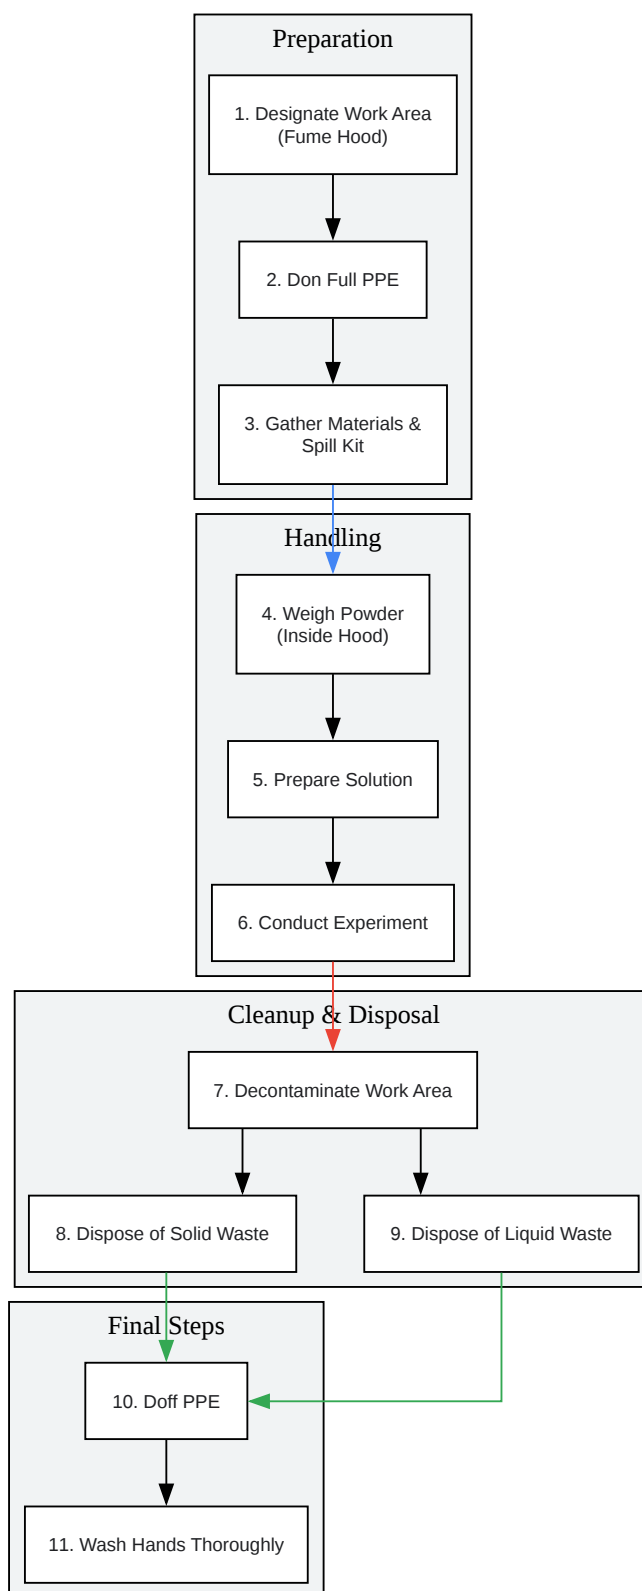 Preparation
1. Designate Work Area
(Fume Hood)
2. Don Full PPE
3. Gather Materials &
Spill Kit
Handling
4. Weigh Powder
(Inside Hood)
5. Prepare Solution
6. Conduct Experiment
Cleanup & Disposal
7. Decontaminate Work Area
8. Dispose of Solid Waste
9. Dispose of Liquid Waste
Final Steps
10. Doff PPE
11. Wash Hands Thoroughly